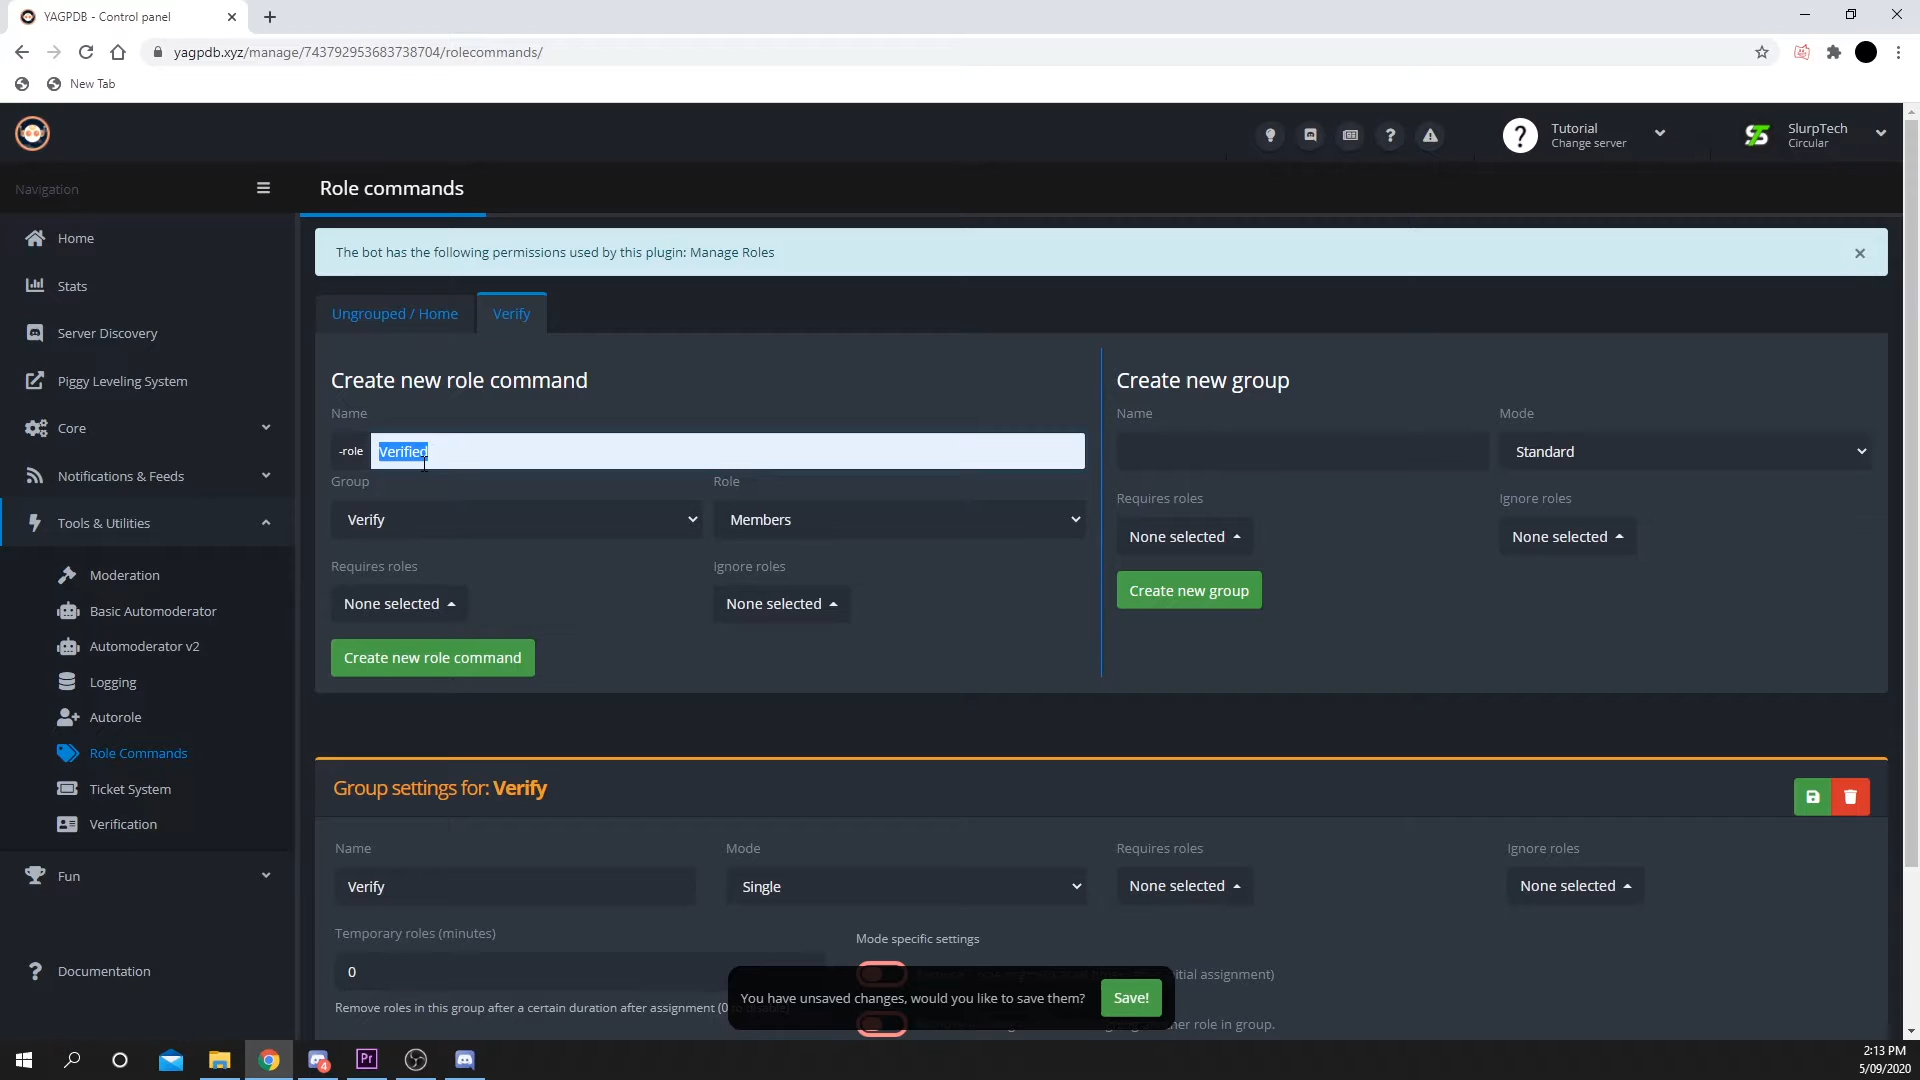 YAGPDB - Control panel
yagpdb.xyz/manage/743792953683738704/rolecommands/
New Tab
Tutorial
Change server
SlurpTech
Circular
Navigation
Role commands
Home
Stats
Server Discovery
Piggy Leveling System
Core
Notifications & Feeds
Tools & Utilities
Moderation
Basic Automoderator
Automoderator v2
Logging
Autorole
Role Commands
Ticket System
Verification
Fun
Documentation
The bot has the following permissions used by this plugin: Manage Roles
Ungrouped / Home
Verify
Create new role command
Name
-role
Verified
Group
Role
Verify
Members
Requires roles
Ignore roles
None selected
None selected
Create new role command
Create new group
Name
Mode
Standard
Requires roles
Ignore roles
None selected
None selected
Create new group
Group settings for: Verify
Name
Mode
Requires roles
Ignore roles
Verify
Single
None selected
None selected
Temporary roles (minutes)
Mode specific settings
0
itial assignment)
Remove roles in this group after a certain duration after assignment (0
her role in group.
You have unsaved changes, would you like to save them?
Save!
4
Pr
2:13 PM
5/09/2020